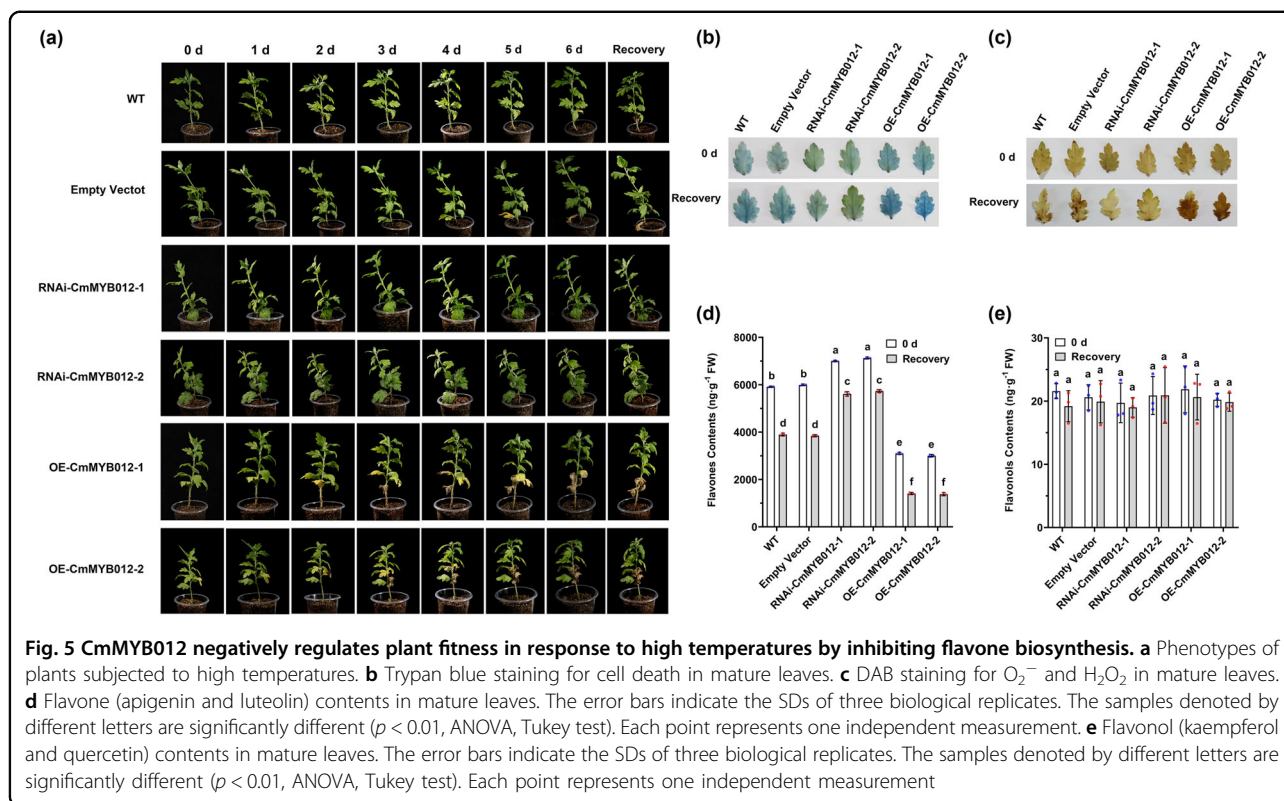 (a)
0 d 1 d 2 d 3 d 4 d 5 d 6 d Recovery
WT
Empty Vectot
RNAi-CmMYB012-1
RNAi-CmMYB012-2
OE-CmMYB012-1
OE-CmMYB012-2
(b)
WT Empty Vector RNAi-CmMYB012-1 RNAi-CmMYB012-2 OE-CmMYB012-1 OE-CmMYB012-2
0 d
Recovery
(c)
WT Empty Vector RNAi-CmMYB012-1 RNAi-CmMYB012-2 OE-CmMYB012-1 OE-CmMYB012-2
0 d
Recovery
(d)
Flavones Contents (ng·g⁻¹ FW)
8000
6000
4000
2000
0
0 d
Recovery
b d b d a c a c e f e f
WT Empty Vector RNAi-CmMYB012-1 RNAi-CmMYB012-2 OE-CmMYB012-1 OE-CmMYB012-2
(e)
Flavonols Contents (ng·g⁻¹ FW)
30
20
10
0
0 d
Recovery
a a a a a a a a a a a a
WT Empty Vector RNAi-CmMYB012-1 RNAi-CmMYB012-2 OE-CmMYB012-1 OE-CmMYB012-2
Fig. 5 CmMYB012 negatively regulates plant fitness in response to high temperatures by inhibiting flavone biosynthesis. a Phenotypes of
plants subjected to high temperatures. b Trypan blue staining for cell death in mature leaves. c DAB staining for O₂⁻ and H₂O₂ in mature leaves.
d Flavone (apigenin and luteolin) contents in mature leaves. The error bars indicate the SDs of three biological replicates. The samples denoted by
different letters are significantly different (p < 0.01, ANOVA, Tukey test). Each point represents one independent measurement. e Flavonol (kaempferol
and quercetin) contents in mature leaves. The error bars indicate the SDs of three biological replicates. The samples denoted by different letters are
significantly different (p < 0.01, ANOVA, Tukey test). Each point represents one independent measurement